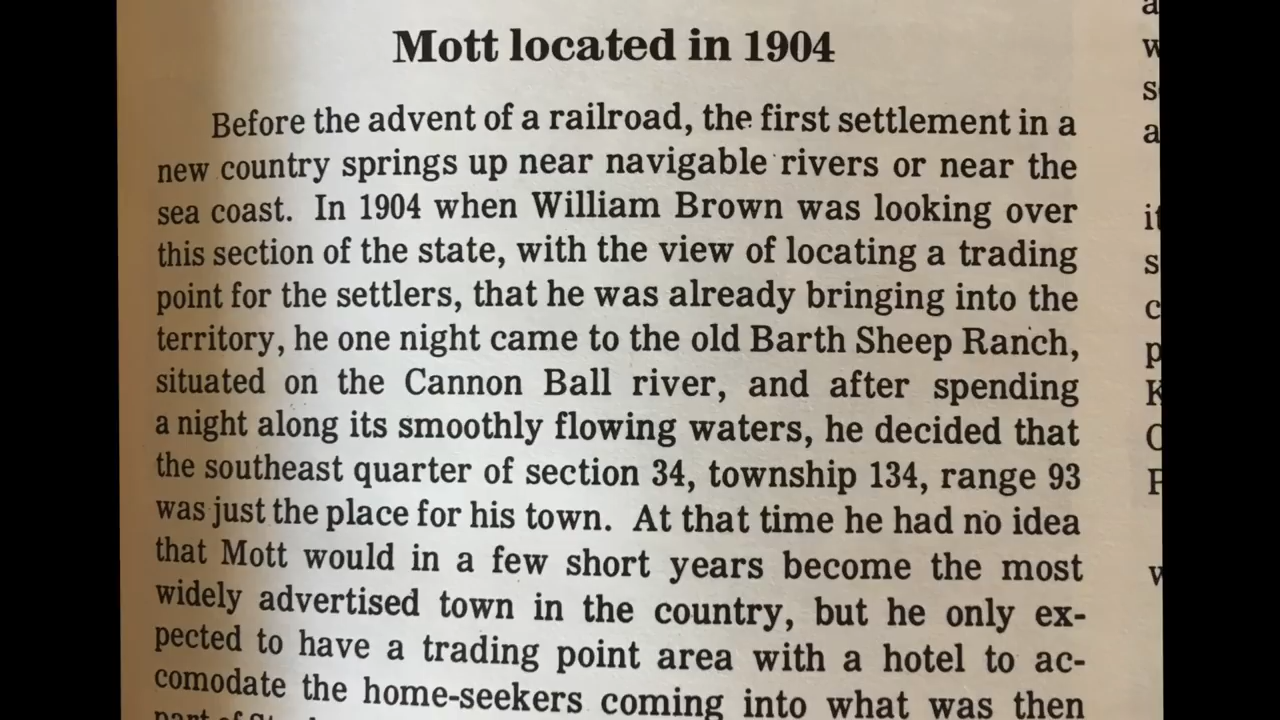 Mott located in 1904
Before the advent of a railroad, the first settlement in a
new country springs up near navigable rivers or near the
sea coast. In 1904 when William Brown was looking over
this section of the state, with the view of locating a trading
point for the settlers, that he was already bringing into the
territory, he one night came to the old Barth Sheep Ranch,
situated on the Cannon Ball river, and after spending
a night along its smoothly flowing waters, he decided that
the southeast quarter of section 34, township 134, range 93
was just the place for his town. At that time he had no idea
that Mott would in a few short years become the most
widely advertised town in the country, but he only ex-
pected to have a trading point area with a hotel to ac-
comodate the home-seekers coming into what was then
part of